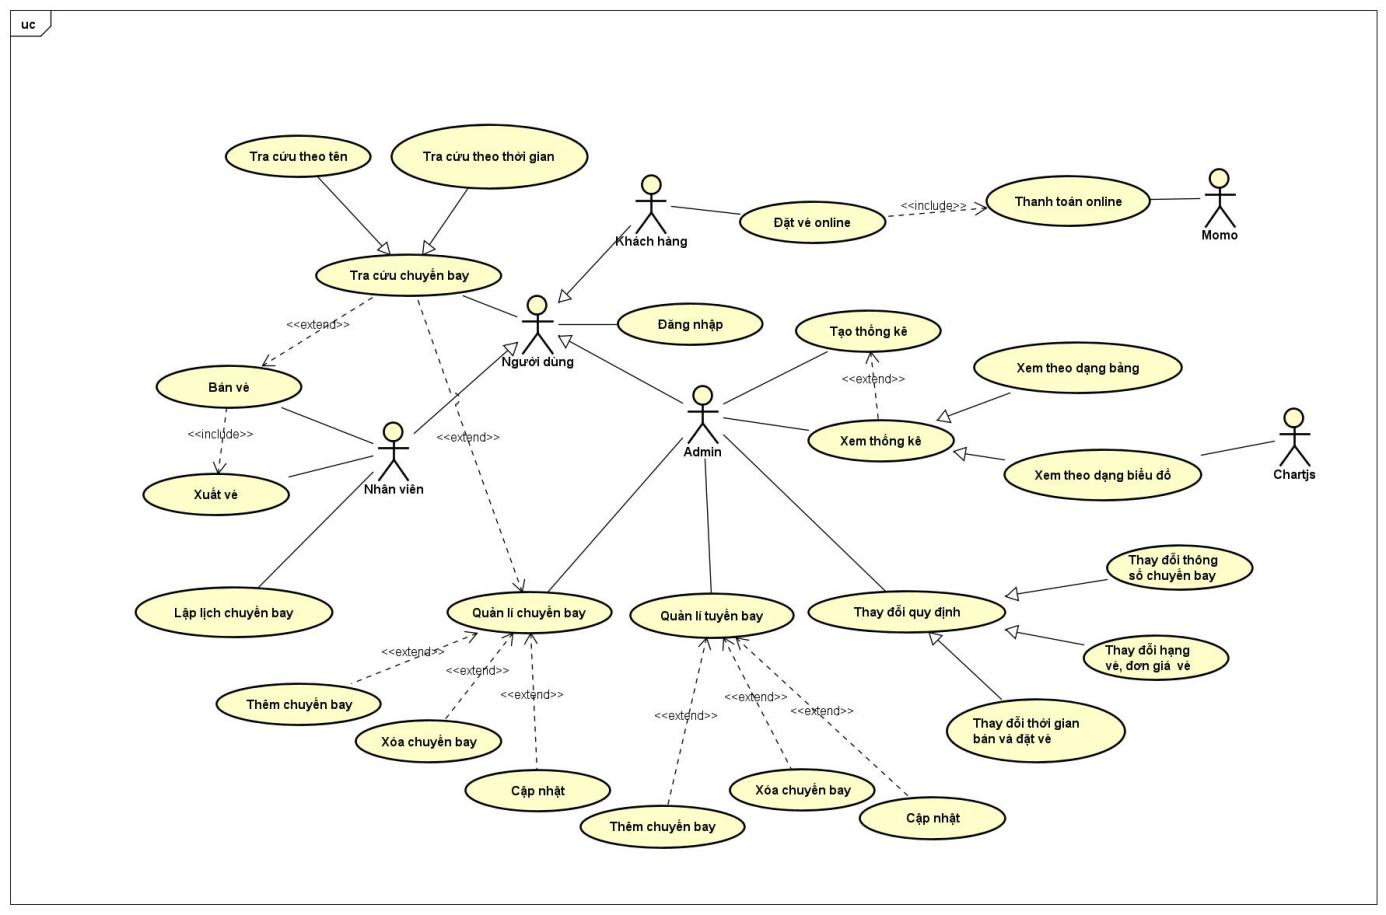 uc
Tra cứu theo tên
Tra cứu theo thời gian
Khách hàng
Đặt vé online
<<include>>
Thanh toán online
Momo
Tra cứu chuyến bay
<<extend>>
Người dùng
Đăng nhập
Tạo thống kê
<<extend>>
Xem theo dạng bảng
Bán vé
<<include>>
<<extend>>
Admin
Xem thống kê
Xem theo dạng biểu đồ
Chartjs
Xuất vé
Nhân viên
Lập lịch chuyến bay
Quản lí chuyến bay
Quản lí tuyến bay
Thay đổi quy định
Thay đổi thông
số chuyến bay
Thay đổi hạng
vé, đơn giá vé
<<extend>>
<<extend>>
<<extend>>
<<extend>>
<<extend>>
<<extend>>
Thêm chuyến bay
Xóa chuyến bay
Cập nhật
Thêm chuyến bay
Xóa chuyến bay
Cập nhật
Thay đổi thời gian
bán và đặt vé